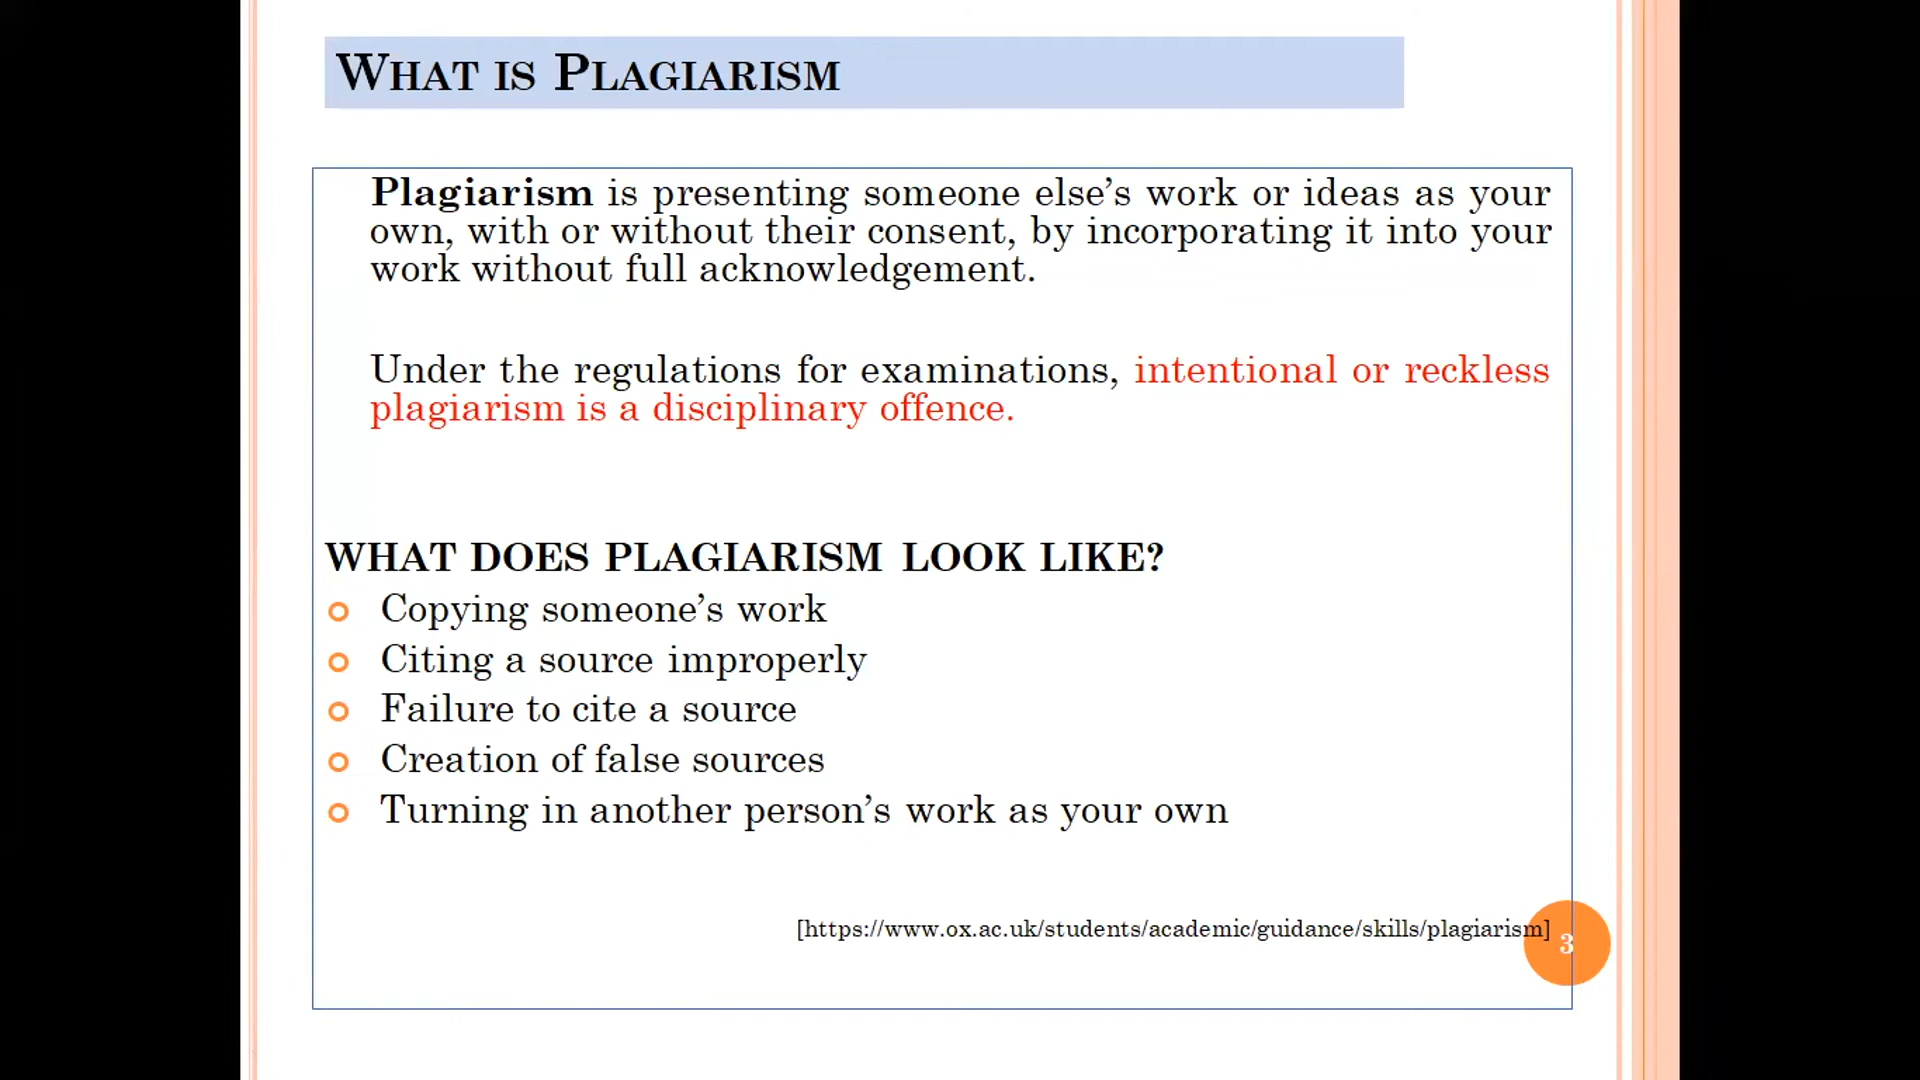 WHAT IS PLAGIARISM
Plagiarism is presenting someone else’s work or ideas as your
own, with or without their consent, by incorporating it into your
work without full acknowledgement.
Under the regulations for examinations, intentional or reckless
plagiarism is a disciplinary offence.
WHAT DOES PLAGIARISM LOOK LIKE?
Copying someone’s work
Citing a source improperly
Failure to cite a source
Creation of false sources
Turning in another person’s work as your own
[https://www.ox.ac.uk/students/academic/guidance/skills/plagiarism]
3